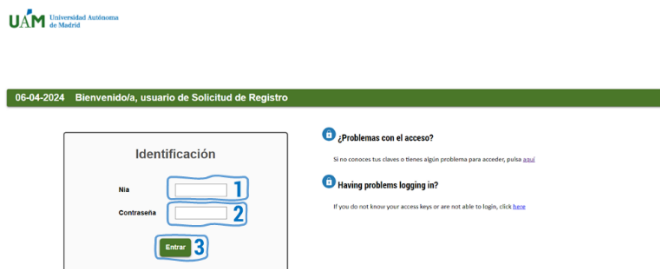 UAM Universidad Autónoma
de Madrid
06-04-2024 Bienvenido/a, usuario de Solicitud de Registro
Identificación
Nia 1
Contraseña 2
Entrar 3
¿Problemas con el acceso?
Si no conoces tus claves o tienes algún problema para acceder, pulsa aquí
Having problems logging in?
If you do not know your access keys or are not able to login, click here